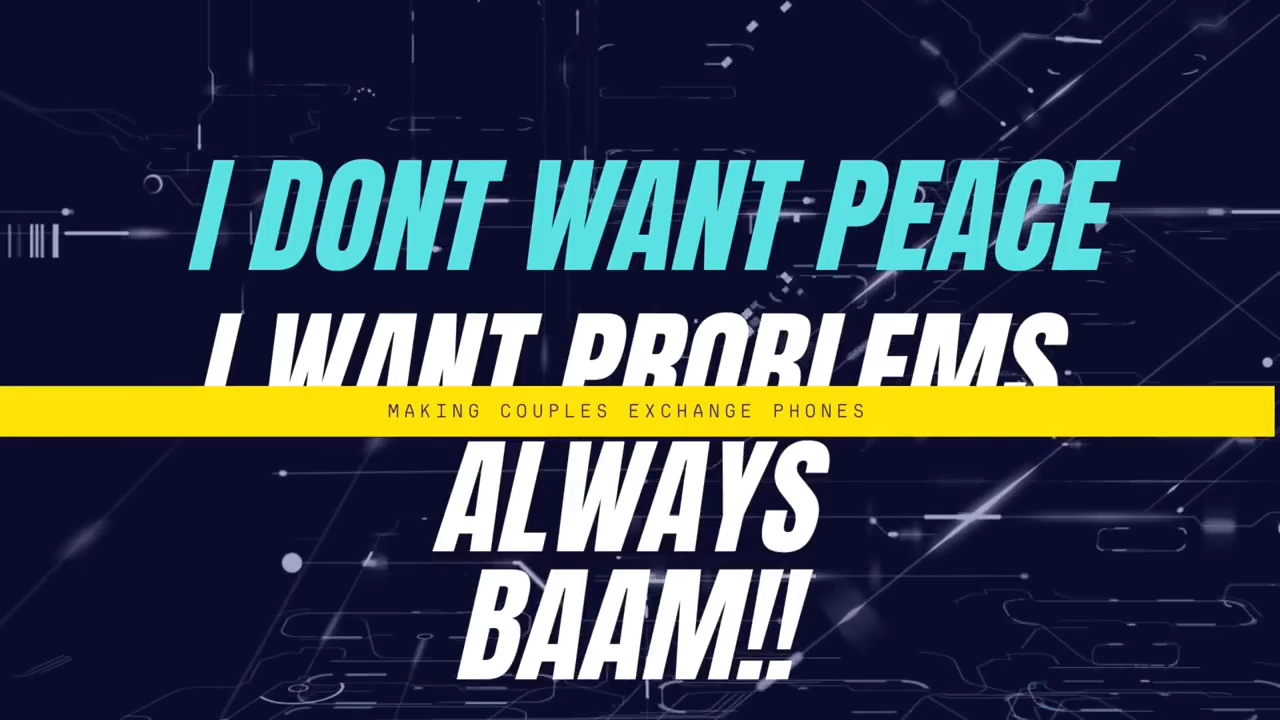 I DONT WANT PEACE
I WANT PROBLEMS
MAKING COUPLES EXCHANGE PHONES
ALWAYS
BAAM!!